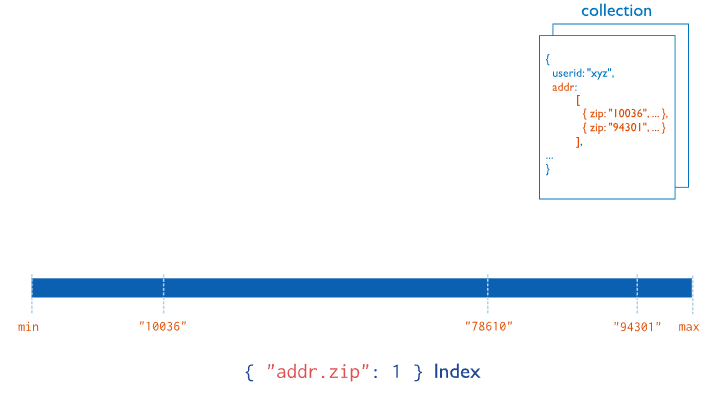 collection
{
userid: "xyz",
addr:
[
{ zip: "10036", ... },
{ zip: "94301", ... }
],
...
}
min "10036" "78610" "94301" max
{ "addr.zip": 1 } Index